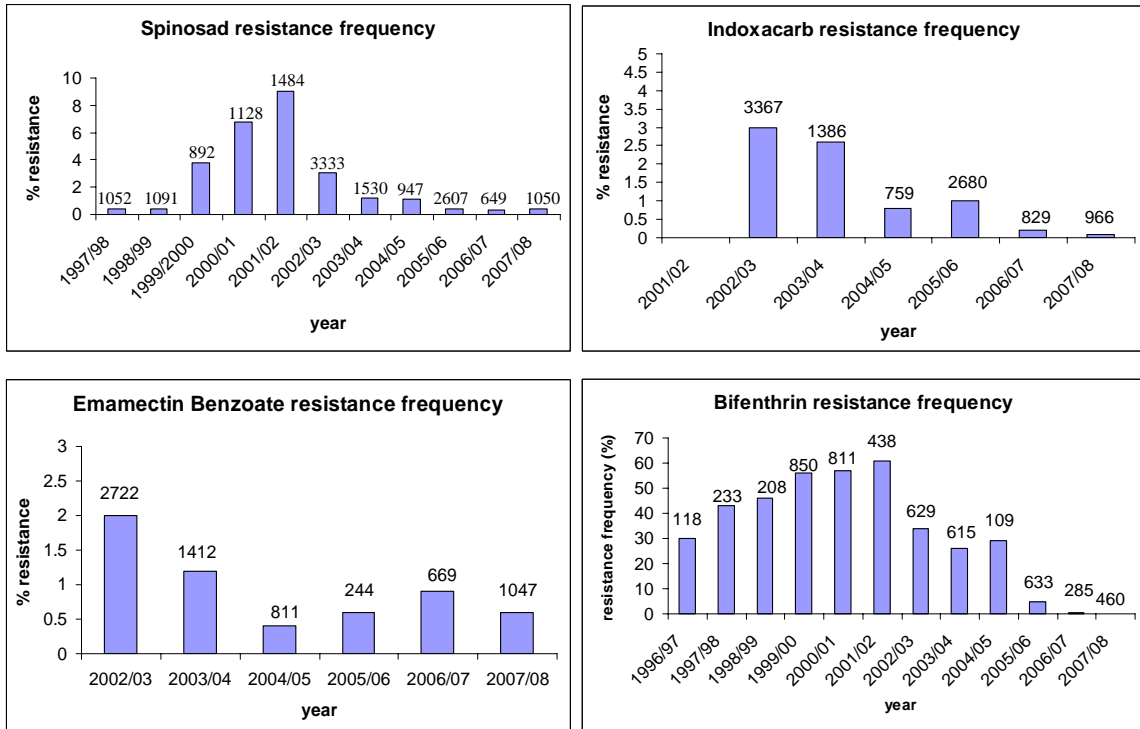 Spinosad resistance frequency
% resistance
10
8
6
4
2
0
1052 1091 892 1128 1484 3333 1530 947 2607 649 1050
1997/98 1998/99 1999/2000 2000/01 2001/02 2002/03 2003/04 2004/05 2005/06 2006/07 2007/08
year
Indoxacarb resistance frequency
% resistance
5
4.5
4
3.5
3
2.5
2
1.5
1
0.5
0
3367 1386 759 2680 829 966
2001/02 2002/03 2003/04 2004/05 2005/06 2006/07 2007/08
year
Emamectin Benzoate resistance frequency
% resistance
3
2.5
2
1.5
1
0.5
0
2722 1412 811 244 669 1047
2002/03 2003/04 2004/05 2005/06 2006/07 2007/08
year
Bifenthrin resistance frequency
resistance frequency (%)
70
60
50
40
30
20
10
0
118 233 208 850 811 438 629 615 109 633 285 460
1996/97 1997/98 1998/99 1999/00 2000/01 2001/02 2002/03 2003/04 2004/05 2005/06 2006/07 2007/08
year